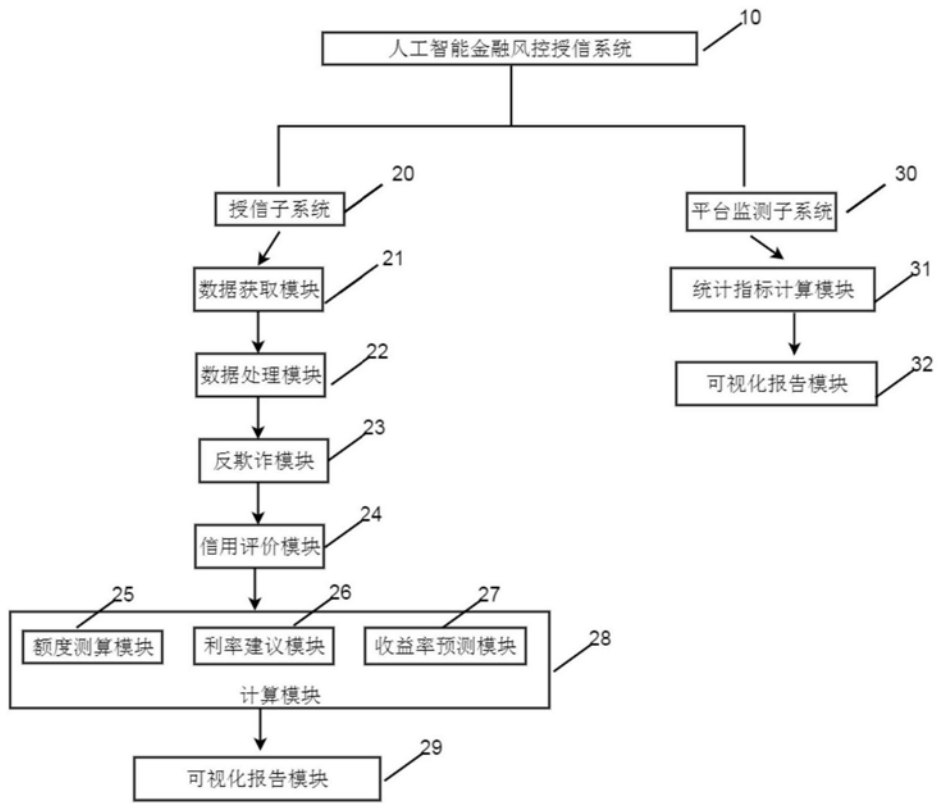 10
人工智能金融风控授信系统
20
30
授信子系统
平台监测子系统
21
31
数据获取模块
统计指标计算模块
22
32
数据处理模块
可视化报告模块
23
反欺诈模块
24
信用评价模块
25
26
27
额度测算模块
利率建议模块
收益率预测模块
28
计算模块
29
可视化报告模块